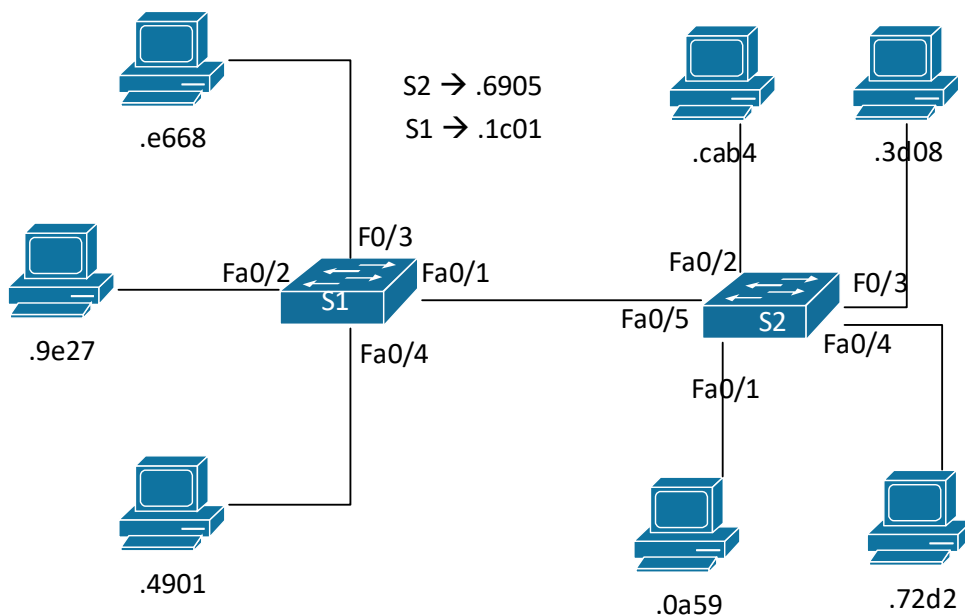 S2 → .6905
S1 → .1c01
.e668
.cab4
.3d08
F0/3
Fa0/2
Fa0/1
S1
Fa0/2
F0/3
Fa0/5
S2
Fa0/4
.9e27
Fa0/4
Fa0/1
.4901
.0a59
.72d2